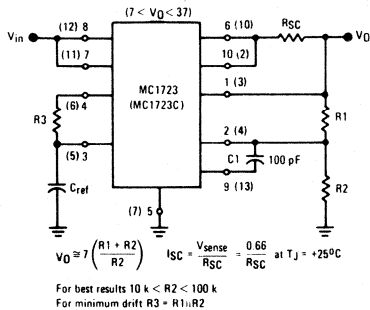 (7 < VO < 37)
Vin
(12) 8
(11) 7
(6) 4
(5) 3
R3
Cref
MC1723
(MC1723C)
(7) 5
6 (10)
10 (2)
1 (3)
2 (4)
9 (13)
RSC
VO
R1
C1
100 pF
R2
VO ≅ 7 ( R1 + R2 / R2 ) ISC = Vsense / RSC = 0.66 / RSC at TJ = +25°C
For best results 10 k < R2 < 100 k
For minimum drift R3 = R1||R2